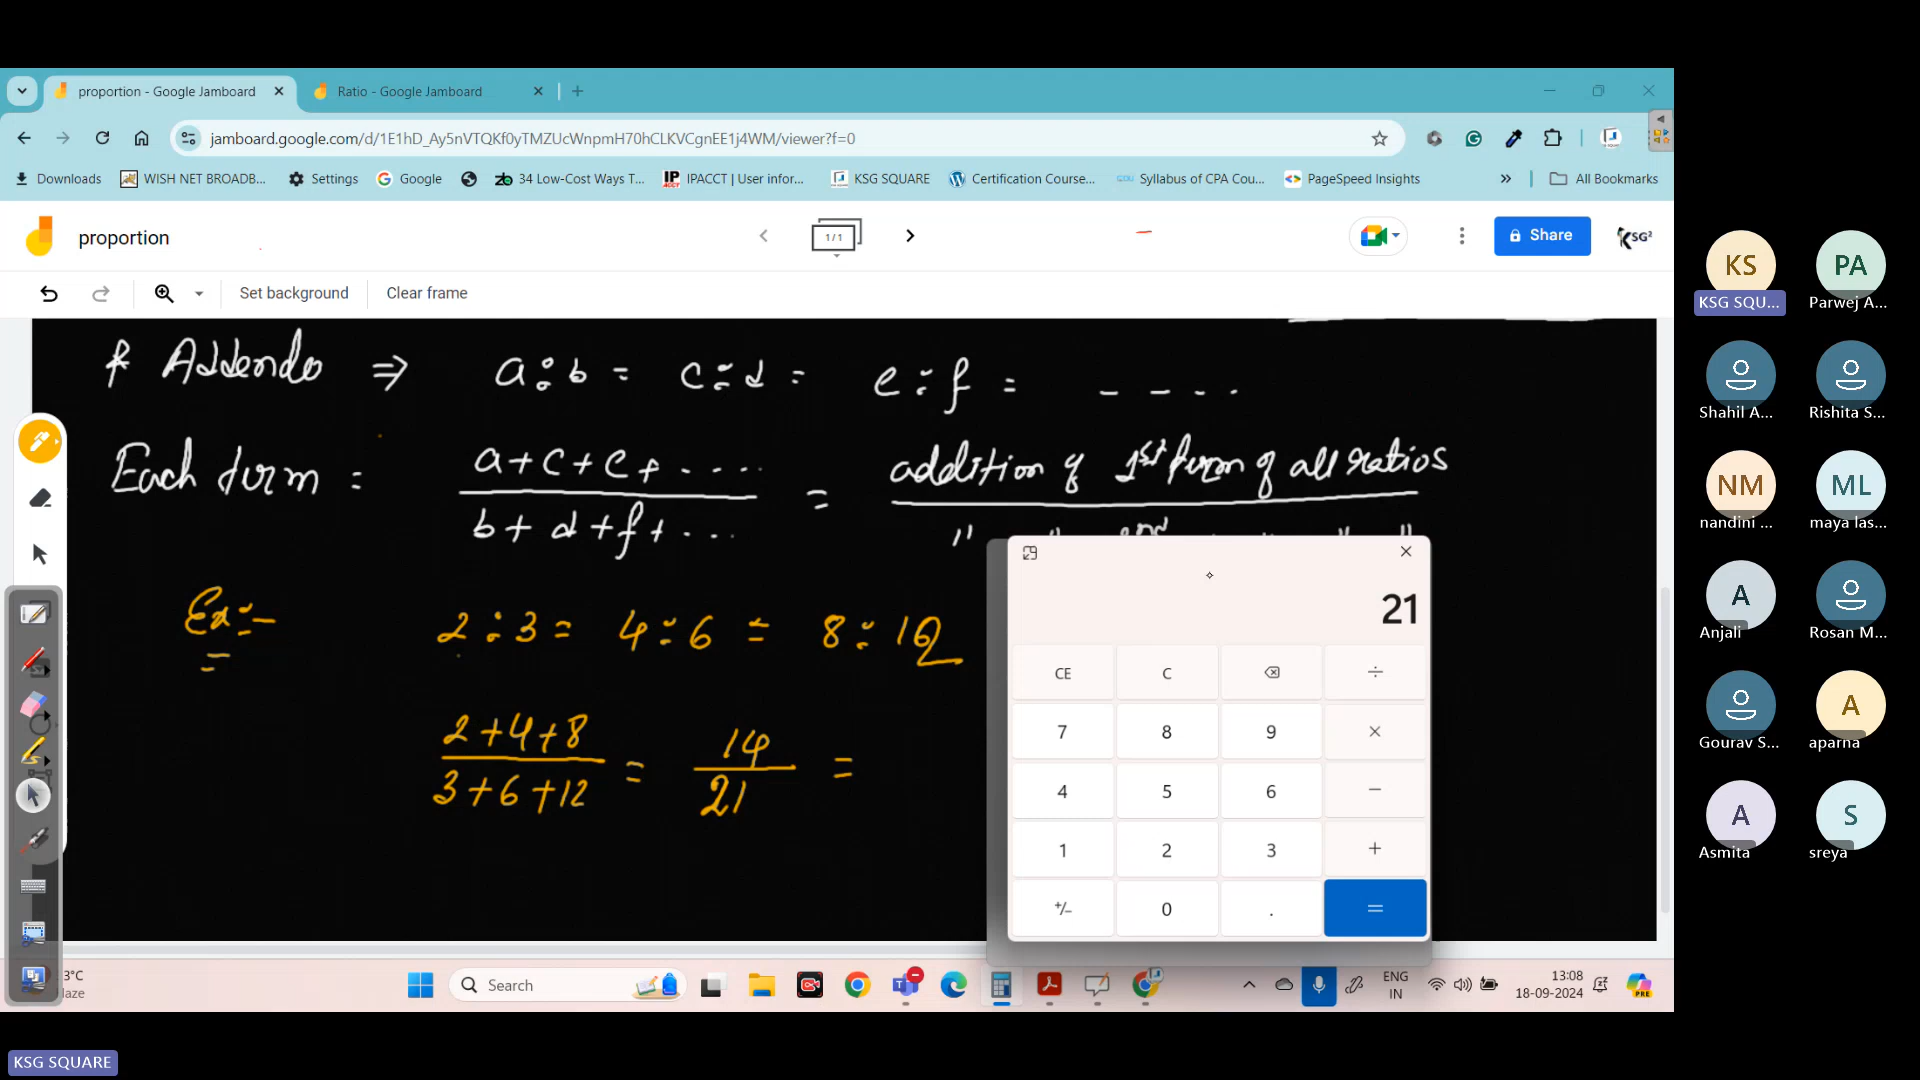 proportion - Google Jamboard
Ratio - Google Jamboard
jamboard.google.com/d/1E1hD_Ay5nVTQKf0yTMZUcWnpmH70hCLKVCgnEE1j4WM/viewer?f=0
Downloads WISH NET BROADB... Settings Google 34 Low-Cost Ways T... IPACCT | User infor... KSG SQUARE Certification Course... Syllabus of CPA Cou... PageSpeed Insights » All Bookmarks
proportion
1 / 1
Share
KSG²
Set background
Clear frame
* Addendo ⇒ a:b = c:d = e:f = - - - -
Each term = a+c+e+.... / b+d+f+... = addition of 1st term of all ratios
" " 2nd " " " "
Ex:- 2:3 = 4:6 = 8:12
2+4+8 / 3+6+12 = 14 / 21 =
21
CE C ÷
7 8 9 ×
4 5 6 −
1 2 3 +
+/− 0 . =
3°C
Haze
Search
ENG
IN
13:08
18-09-2024
PRE
KS PA
KSG SQU... Parwej A...
Shahil A... Rishita S...
NM ML
nandini ... maya las...
A
Anjali Rosan M...
A
Gourav S... aparna
A S
Asmita sreya
KSG SQUARE